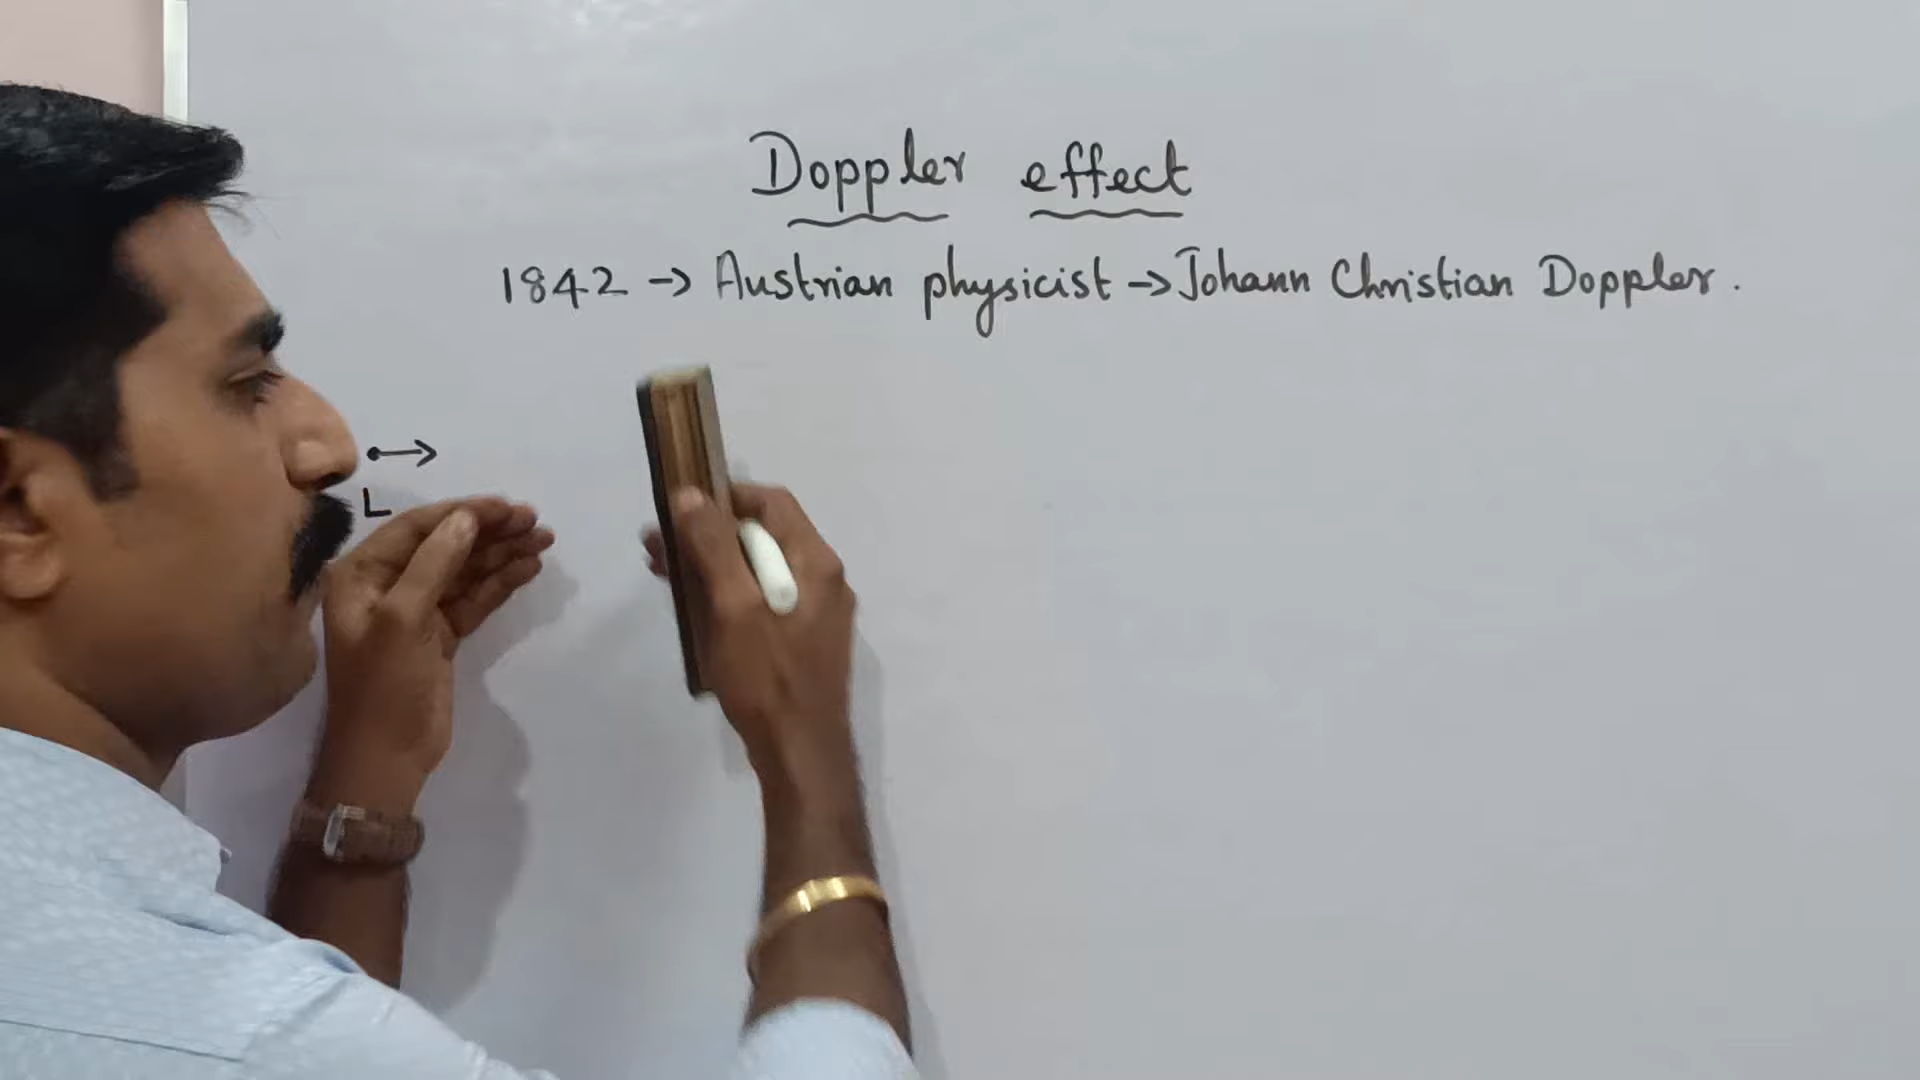 Doppler effect
1842 → Austrian physicist → Johann Christian Doppler.
L